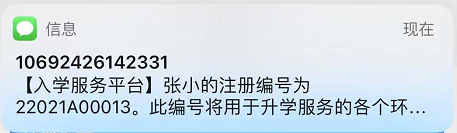 信息
现在
10692426142331
【入学服务平台】张小的注册编号为
22021A00013。此编号将用于升学服务的各个环...